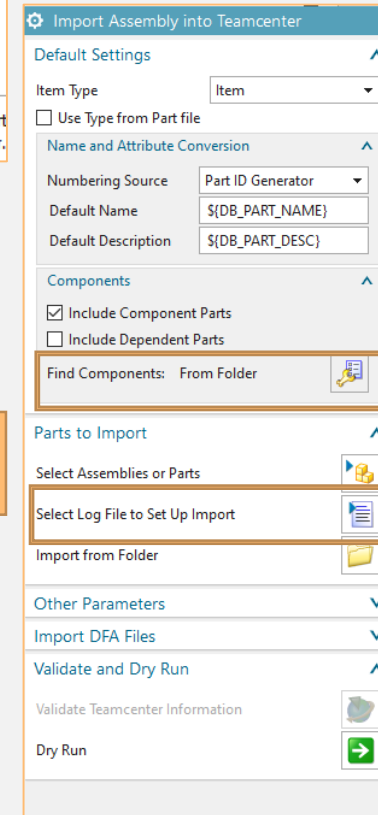 Import Assembly into Teamcenter
Default Settings
Item Type Item
Use Type from Part file
Name and Attribute Conversion
Numbering Source Part ID Generator
Default Name ${DB_PART_NAME}
Default Description ${DB_PART_DESC}
Components
Include Component Parts
Include Dependent Parts
Find Components: From Folder
Parts to Import
Select Assemblies or Parts
Select Log File to Set Up Import
Import from Folder
Other Parameters
Import DFA Files
Validate and Dry Run
Validate Teamcenter Information
Dry Run